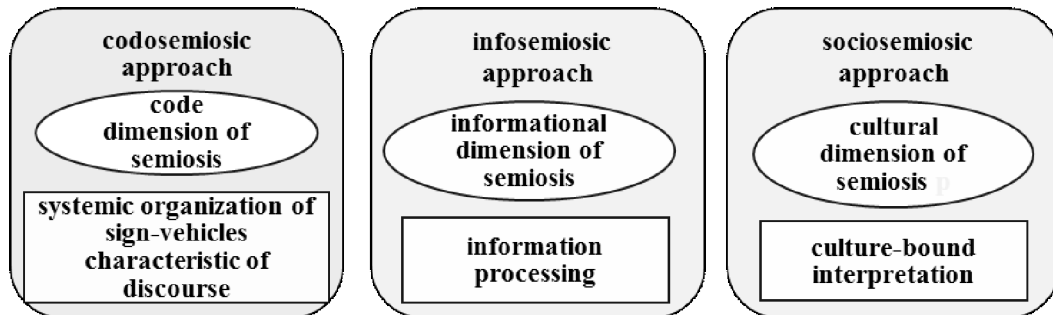 codosemiosic
approach
code
dimension of
semiosis
systemic organization of
sign-vehicles
characteristic of
discourse
infosemiosic
approach
informational
dimension of
semiosis
information
processing
sociosemiosic
approach
cultural
dimension of
semiosis p
culture-bound
interpretation